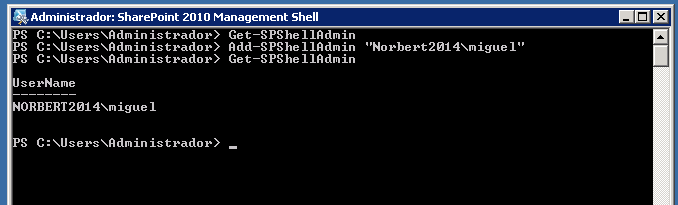 Administrador: SharePoint 2010 Management Shell
PS C:\Users\Administrador> Get-SPShellAdmin
PS C:\Users\Administrador> Add-SPShellAdmin "Norbert2014\miguel"
PS C:\Users\Administrador> Get-SPShellAdmin
UserName
--------
NORBERT2014\miguel
PS C:\Users\Administrador> _